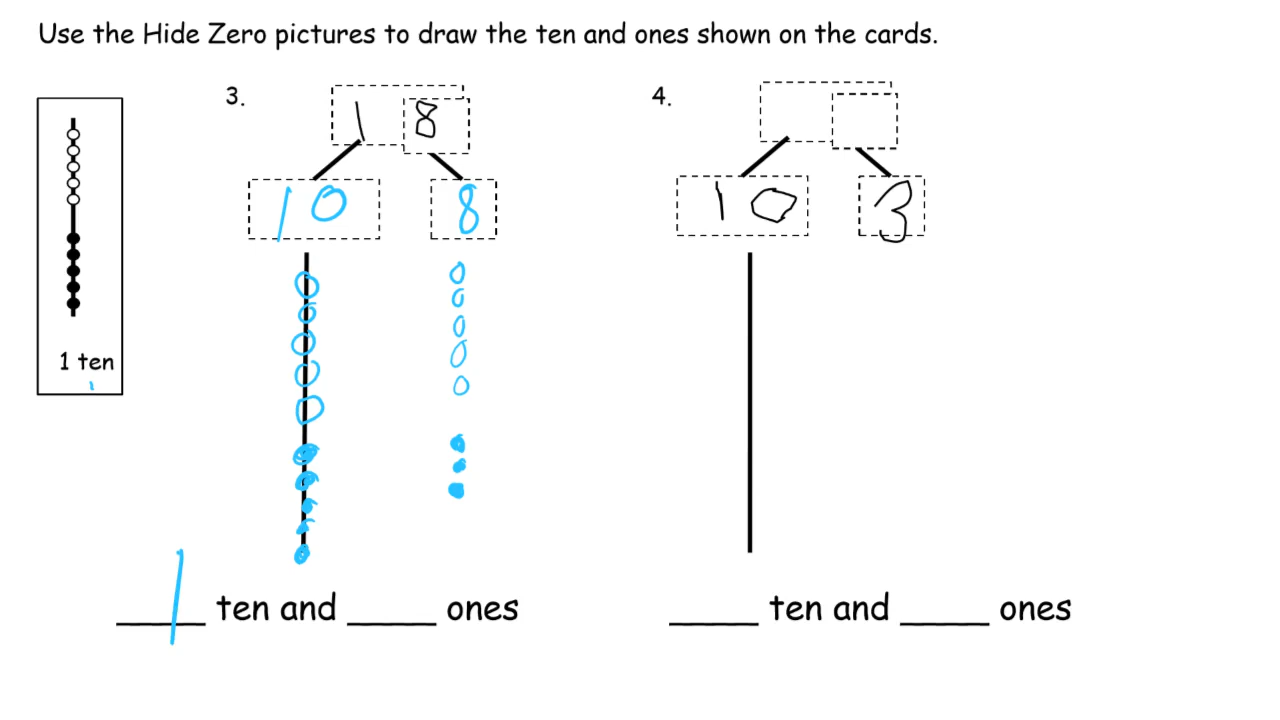 Use the Hide Zero pictures to draw the ten and ones shown on the cards.
3.
1 8
10 8
1 ten
1 ten and ____ ones
4.
10 3
____ ten and ____ ones